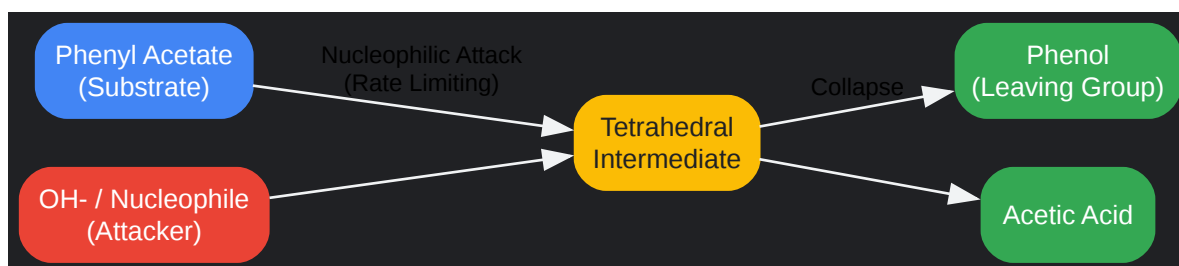 Phenyl Acetate
(Substrate)
Nucleophilic Attack
(Rate Limiting)
OH- / Nucleophile
(Attacker)
Tetrahedral
Intermediate
Collapse
Phenol
(Leaving Group)
Acetic Acid